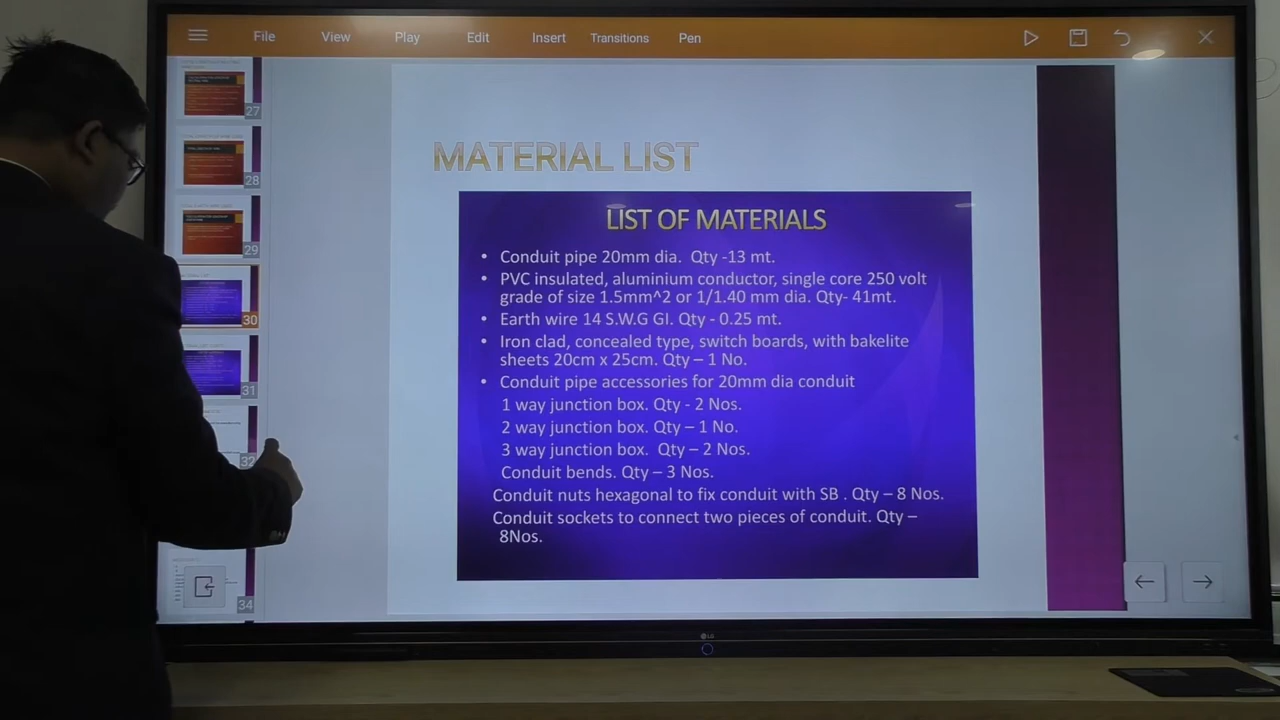 File View Play Edit Insert Transitions Pen
27
28
29
30
31
32
34
MATERIAL LIST
LIST OF MATERIALS
• Conduit pipe 20mm dia. Qty -13 mt.
• PVC insulated, aluminium conductor, single core 250 volt
grade of size 1.5mm^2 or 1/1.40 mm dia. Qty- 41mt.
• Earth wire 14 S.W.G GI. Qty - 0.25 mt.
• Iron clad, concealed type, switch boards, with bakelite
sheets 20cm x 25cm. Qty – 1 No.
• Conduit pipe accessories for 20mm dia conduit
1 way junction box. Qty - 2 Nos.
2 way junction box. Qty – 1 No.
3 way junction box. Qty – 2 Nos.
Conduit bends. Qty – 3 Nos.
Conduit nuts hexagonal to fix conduit with SB . Qty – 8 Nos.
Conduit sockets to connect two pieces of conduit. Qty –
8Nos.
LG